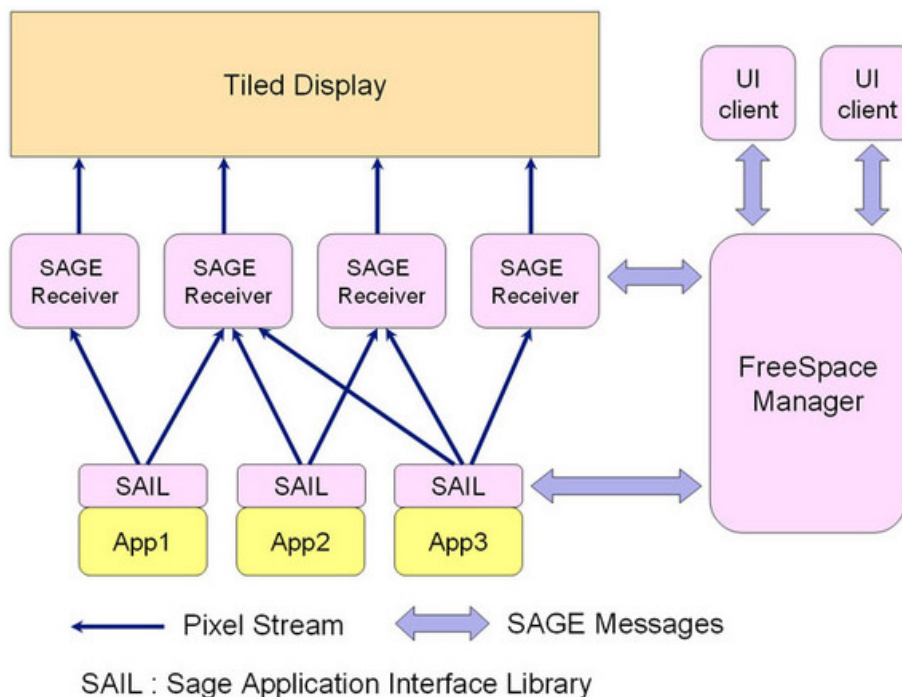 Tiled Display
UI
client
UI
client
SAGE
Receiver
SAGE
Receiver
SAGE
Receiver
SAGE
Receiver
FreeSpace
Manager
SAIL
SAIL
SAIL
App1
App2
App3
Pixel Stream
SAGE Messages
SAIL : Sage Application Interface Library